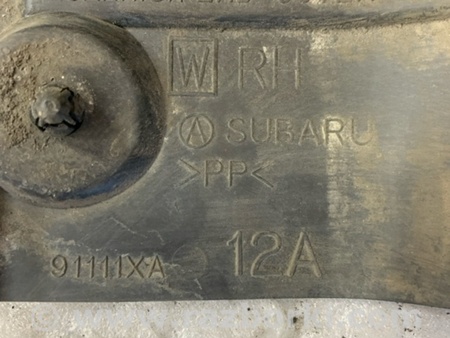 W RH
A SUBARU
>PP<
91111XA 12A